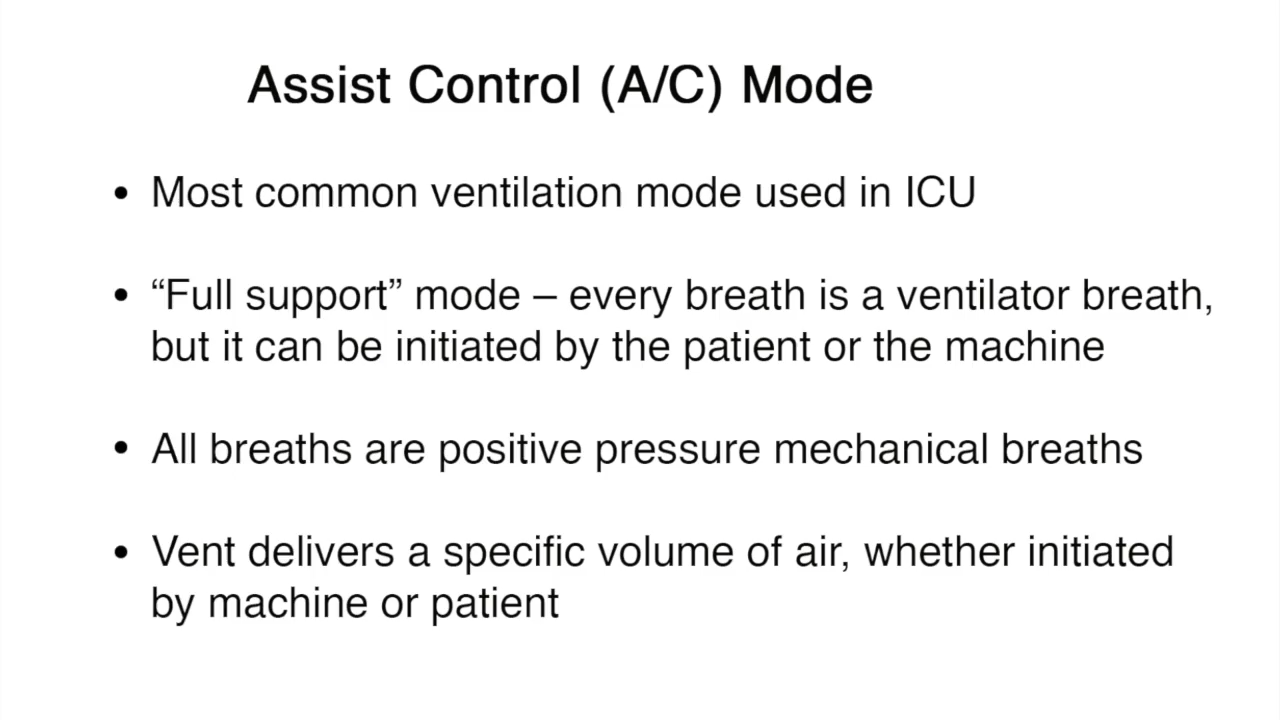 Assist Control (A/C) Mode
• Most common ventilation mode used in ICU
• “Full support” mode – every breath is a ventilator breath,
but it can be initiated by the patient or the machine
• All breaths are positive pressure mechanical breaths
• Vent delivers a specific volume of air, whether initiated
by machine or patient